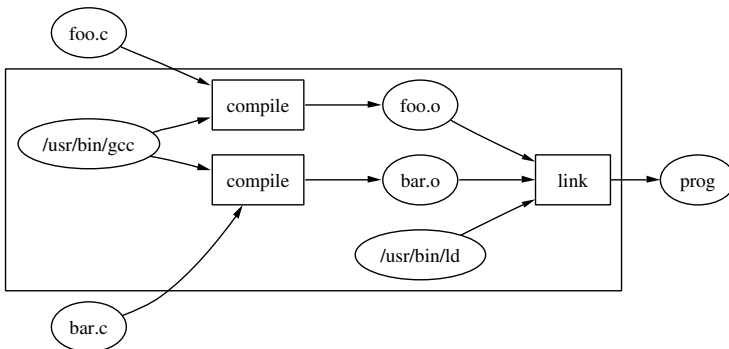 foo.c
compile
foo.o
/usr/bin/gcc
compile
bar.o
link
prog
/usr/bin/ld
bar.c